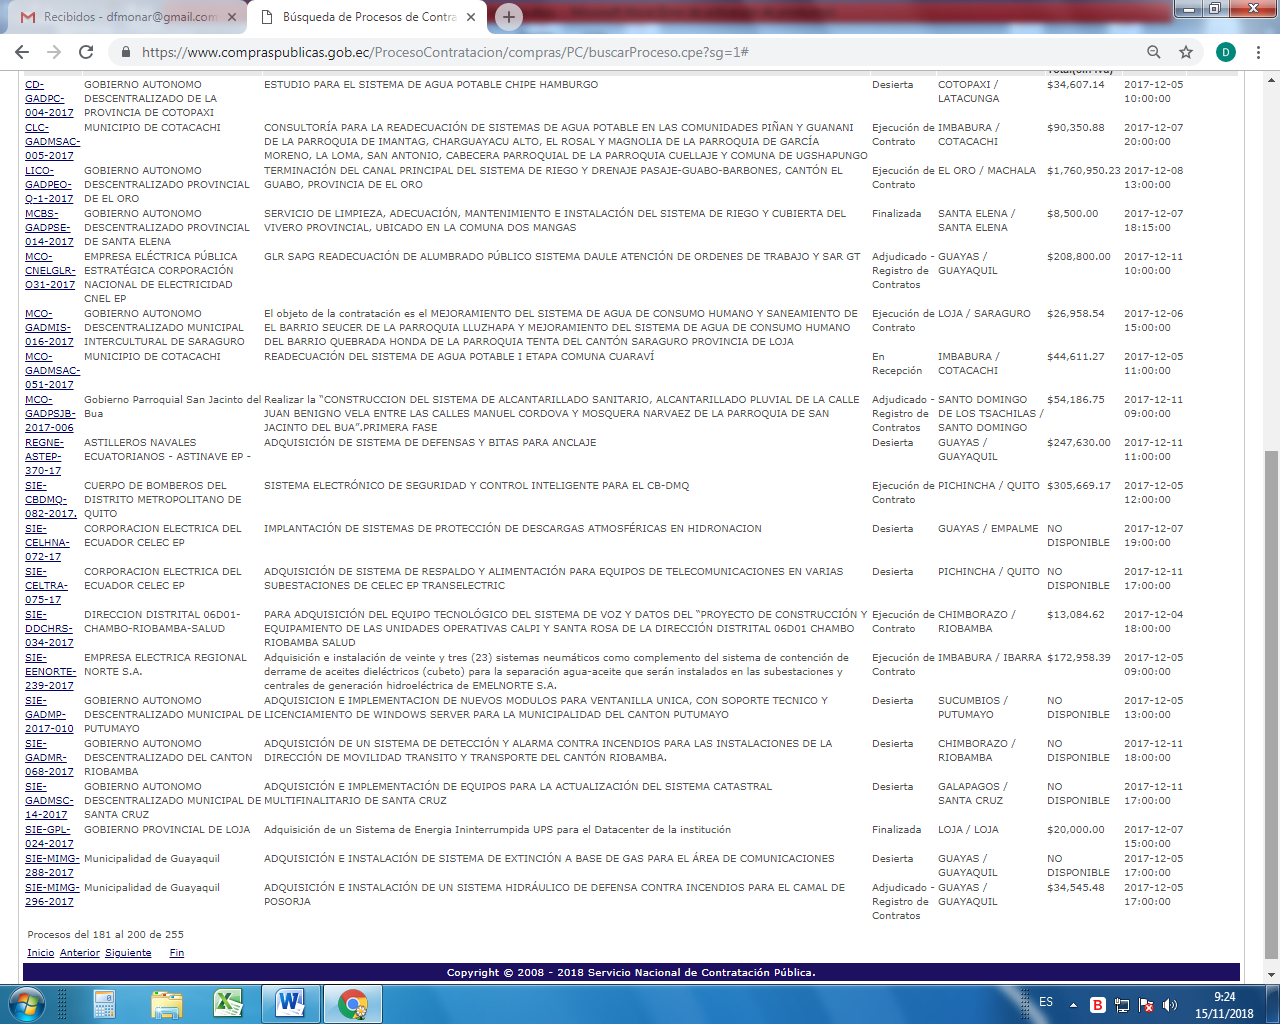 Recibidos - dfmonar@gmail.com
Búsqueda de Procesos de Contra
https://www.compraspublicas.gob.ec/ProcesoContratacion/compras/PC/buscarProceso.cpe?sg=1#
D
CD-GADPC-004-2017 GOBIERNO AUTONOMO DESCENTRALIZADO DE LA PROVINCIA DE COTOPAXI ESTUDIO PARA EL SISTEMA DE AGUA POTABLE CHIPE HAMBURGO Desierta COTOPAXI / LATACUNGA $34,607.14 2017-12-05 10:00:00
CLC-GADMSAC-005-2017 MUNICIPIO DE COTACACHI CONSULTORÍA PARA LA READECUACIÓN DE SISTEMAS DE AGUA POTABLE EN LAS COMUNIDADES PIÑAN Y GUANANI DE LA PARROQUIA DE IMANTAG, CHARGUAYACU ALTO, EL ROSAL Y MAGNOLIA DE LA PARROQUIA DE GARCÍA MORENO, LA LOMA, SAN ANTONIO, CABECERA PARROQUIAL DE LA PARROQUIA CUELLAJE Y COMUNA DE UGSHAPUNGO Ejecución de Contrato IMBABURA / COTACACHI $90,350.88 2017-12-07 20:00:00
LICO-GADPEO-Q-1-2017 GOBIERNO AUTONOMO DESCENTRALIZADO PROVINCIAL DE EL ORO TERMINACIÓN DEL CANAL PRINCIPAL DEL SISTEMA DE RIEGO Y DRENAJE PASAJE-GUABO-BARBONES, CANTÓN EL GUABO, PROVINCIA DE EL ORO Ejecución de Contrato EL ORO / MACHALA $1,760,950.23 2017-12-08 13:00:00
MCBS-GADPSE-014-2017 GOBIERNO AUTONOMO DESCENTRALIZADO PROVINCIAL DE SANTA ELENA SERVICIO DE LIMPIEZA, ADECUACIÓN, MANTENIMIENTO E INSTALACIÓN DEL SISTEMA DE RIEGO Y CUBIERTA DEL VIVERO PROVINCIAL, UBICADO EN LA COMUNA DOS MANGAS Finalizada SANTA ELENA / SANTA ELENA $8,500.00 2017-12-07 18:15:00
MCO-CNELGLR-O31-2017 EMPRESA ELÉCTRICA PÚBLICA ESTRATÉGICA CORPORACIÓN NACIONAL DE ELECTRICIDAD CNEL EP GLR SAPG READECUACIÓN DE ALUMBRADO PÚBLICO SISTEMA DAULE ATENCIÓN DE ORDENES DE TRABAJO Y SAR GT Adjudicado - Registro de Contratos GUAYAS / GUAYAQUIL $208,800.00 2017-12-11 10:00:00
MCO-GADMIS-016-2017 GOBIERNO AUTONOMO DESCENTRALIZADO MUNICIPAL INTERCULTURAL DE SARAGURO El objeto de la contratación es el MEJORAMIENTO DEL SISTEMA DE AGUA DE CONSUMO HUMANO Y SANEAMIENTO DE EL BARRIO SEUCER DE LA PARROQUIA LLUZHAPA Y MEJORAMIENTO DEL SISTEMA DE AGUA DE CONSUMO HUMANO DEL BARRIO QUEBRADA HONDA DE LA PARROQUIA TENTA DEL CANTÓN SARAGURO PROVINCIA DE LOJA Ejecución de Contrato LOJA / SARAGURO $26,958.54 2017-12-06 15:00:00
MCO-GADMSAC-051-2017 MUNICIPIO DE COTACACHI READECUACIÓN DEL SISTEMA DE AGUA POTABLE I ETAPA COMUNA CUARAVÍ En Recepción IMBABURA / COTACACHI $44,611.27 2017-12-05 11:00:00
MCO-GADPSJB-2017-006 Gobierno Parroquial San Jacinto del Bua Realizar la “CONSTRUCCION DEL SISTEMA DE ALCANTARILLADO SANITARIO, ALCANTARILLADO PLUVIAL DE LA CALLE JUAN BENIGNO VELA ENTRE LAS CALLES MANUEL CORDOVA Y MOSQUERA NARVAEZ DE LA PARROQUIA DE SAN JACINTO DEL BUA”.PRIMERA FASE Adjudicado - Registro de Contratos SANTO DOMINGO DE LOS TSACHILAS / SANTO DOMINGO $54,186.75 2017-12-11 09:00:00
REGNE-ASTEP-370-17 ASTILLEROS NAVALES ECUATORIANOS - ASTINAVE EP - ADQUISICIÓN DE SISTEMA DE DEFENSAS Y BITAS PARA ANCLAJE Desierta GUAYAS / GUAYAQUIL $247,630.00 2017-12-11 11:00:00
SIE-CBDMQ-082-2017. CUERPO DE BOMBEROS DEL DISTRITO METROPOLITANO DE QUITO SISTEMA ELECTRÓNICO DE SEGURIDAD Y CONTROL INTELIGENTE PARA EL CB-DMQ Ejecución de Contrato PICHINCHA / QUITO $305,669.17 2017-12-05 12:00:00
SIE-CELHNA-072-17 CORPORACION ELECTRICA DEL ECUADOR CELEC EP IMPLANTACIÓN DE SISTEMAS DE PROTECCIÓN DE DESCARGAS ATMOSFÉRICAS EN HIDRONACION Desierta GUAYAS / EMPALME NO DISPONIBLE 2017-12-07 19:00:00
SIE-CELTRA-075-17 CORPORACION ELECTRICA DEL ECUADOR CELEC EP ADQUISICIÓN DE SISTEMA DE RESPALDO Y ALIMENTACIÓN PARA EQUIPOS DE TELECOMUNICACIONES EN VARIAS SUBESTACIONES DE CELEC EP TRANSELECTRIC Desierta PICHINCHA / QUITO NO DISPONIBLE 2017-12-11 17:00:00
SIE-DDCHRS-034-2017 DIRECCION DISTRITAL 06D01-CHAMBO-RIOBAMBA-SALUD PARA ADQUISICIÓN DEL EQUIPO TECNOLÓGICO DEL SISTEMA DE VOZ Y DATOS DEL “PROYECTO DE CONSTRUCCIÓN Y EQUIPAMIENTO DE LAS UNIDADES OPERATIVAS CALPI Y SANTA ROSA DE LA DIRECCIÓN DISTRITAL 06D01 CHAMBO RIOBAMBA SALUD Ejecución de Contrato CHIMBORAZO / RIOBAMBA $13,084.62 2017-12-04 18:00:00
SIE-EENORTE-239-2017 EMPRESA ELECTRICA REGIONAL NORTE S.A. Adquisición e instalación de veinte y tres (23) sistemas neumáticos como complemento del sistema de contención de derrame de aceites dieléctricos (cubeto) para la separación agua-aceite que serán instalados en las subestaciones y centrales de generación hidroeléctrica de EMELNORTE S.A. Ejecución de Contrato IMBABURA / IBARRA $172,958.39 2017-12-05 09:00:00
SIE-GADMP-2017-010 GOBIERNO AUTONOMO DESCENTRALIZADO MUNICIPAL DE PUTUMAYO ADQUISICION E IMPLEMENTACION DE NUEVOS MODULOS PARA VENTANILLA UNICA, CON SOPORTE TECNICO Y LICENCIAMIENTO DE WINDOWS SERVER PARA LA MUNICIPALIDAD DEL CANTON PUTUMAYO Desierta SUCUMBIOS / PUTUMAYO NO DISPONIBLE 2017-12-05 13:00:00
SIE-GADMR-068-2017 GOBIERNO AUTONOMO DESCENTRALIZADO DEL CANTON RIOBAMBA ADQUISICIÓN DE UN SISTEMA DE DETECCIÓN Y ALARMA CONTRA INCENDIOS PARA LAS INSTALACIONES DE LA DIRECCIÓN DE MOVILIDAD TRANSITO Y TRANSPORTE DEL CANTÓN RIOBAMBA. Desierta CHIMBORAZO / RIOBAMBA NO DISPONIBLE 2017-12-11 18:00:00
SIE-GADMSC-14-2017 GOBIERNO AUTONOMO DESCENTRALIZADO MUNICIPAL DE SANTA CRUZ ADQUISICIÓN E IMPLEMENTACIÓN DE EQUIPOS PARA LA ACTUALIZACIÓN DEL SISTEMA CATASTRAL MULTIFINALITARIO DE SANTA CRUZ Desierta GALAPAGOS / SANTA CRUZ NO DISPONIBLE 2017-12-11 17:00:00
SIE-GPL-024-2017 GOBIERNO PROVINCIAL DE LOJA Adquisición de un Sistema de Energia Ininterrumpida UPS para el Datacenter de la institución Finalizada LOJA / LOJA $20,000.00 2017-12-07 15:00:00
SIE-MIMG-288-2017 Municipalidad de Guayaquil ADQUISICIÓN E INSTALACIÓN DE SISTEMA DE EXTINCIÓN A BASE DE GAS PARA EL ÁREA DE COMUNICACIONES Desierta GUAYAS / GUAYAQUIL NO DISPONIBLE 2017-12-05 17:00:00
SIE-MIMG-296-2017 Municipalidad de Guayaquil ADQUISICIÓN E INSTALACIÓN DE UN SISTEMA HIDRÁULICO DE DEFENSA CONTRA INCENDIOS PARA EL CAMAL DE POSORJA Adjudicado - Registro de Contratos GUAYAS / GUAYAQUIL $34,545.48 2017-12-05 17:00:00
Procesos del 181 al 200 de 255
Inicio Anterior Siguiente Fin
Copyright © 2008 - 2018 Servicio Nacional de Contratación Pública.
ES
9:24
15/11/2018